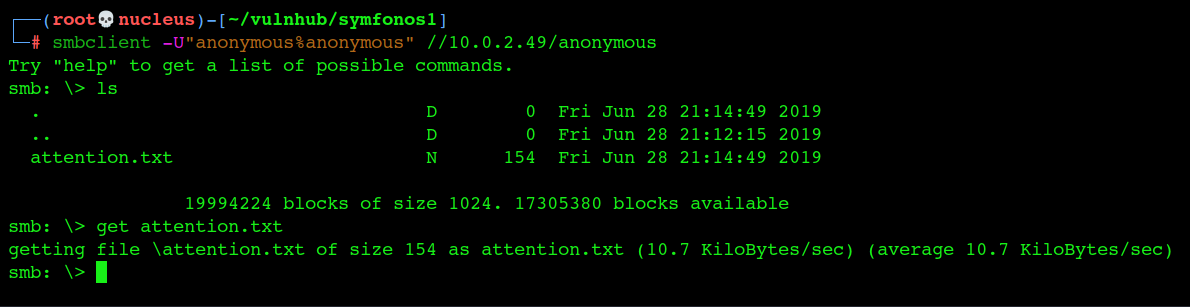 ┌──(root💀nucleus)-[~/vulnhub/symfonos1]
└─# smbclient -U"anonymous%anonymous" //10.0.2.49/anonymous
Try "help" to get a list of possible commands.
smb: \> ls
  .                                   D        0  Fri Jun 28 21:14:49 2019
  ..                                  D        0  Fri Jun 28 21:12:15 2019
  attention.txt                       N      154  Fri Jun 28 21:14:49 2019
                19994224 blocks of size 1024. 17305380 blocks available
smb: \> get attention.txt
getting file \attention.txt of size 154 as attention.txt (10.7 KiloBytes/sec) (average 10.7 KiloBytes/sec)
smb: \>